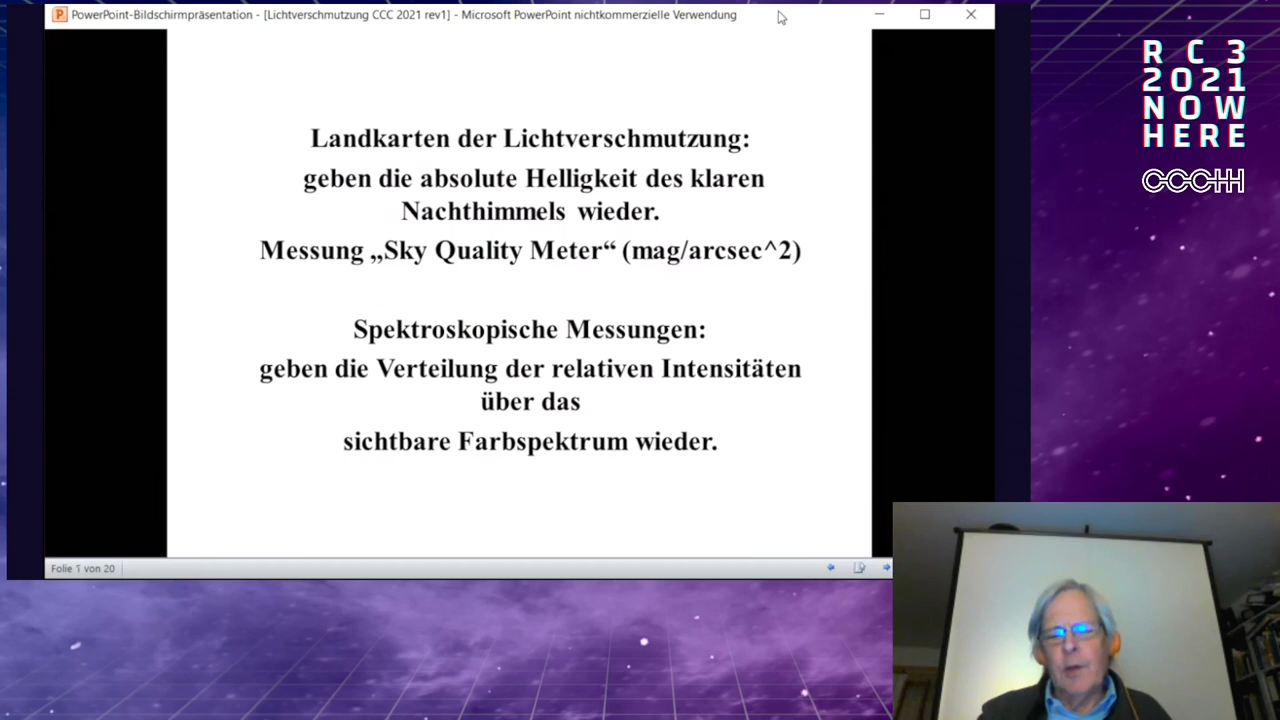 PowerPoint-Bildschirmpräsentation - [Lichtverschmutzung CCC 2021 rev1] - Microsoft PowerPoint nichtkommerzielle Verwendung
Landkarten der Lichtverschmutzung:
geben die absolute Helligkeit des klaren
Nachthimmels wieder.
Messung „Sky Quality Meter“ (mag/arcsec^2)
Spektroskopische Messungen:
geben die Verteilung der relativen Intensitäten
über das
sichtbare Farbspektrum wieder.
Folie 1 von 20
RC3
2021
NOW
HERE
CCCHH